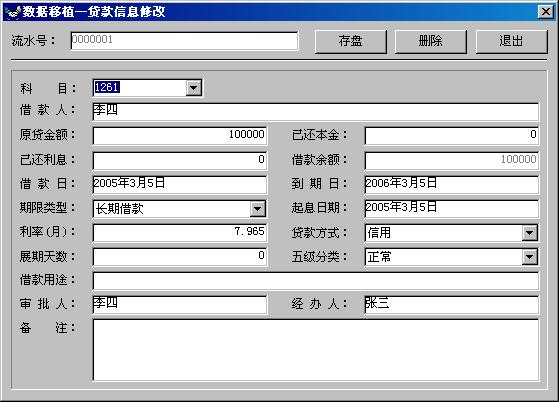 数据移植—贷款信息修改
流水号： 0000001 存盘 删除 退出
科 目： 1261
借 款 人： 李四
原贷金额： 100000 已还本金： 0
已还利息： 0 借款余额： 100000
借 款 日： 2005年3月5日 到 期 日： 2006年3月5日
期限类型： 长期借款 起息日期： 2005年3月5日
利率(月)： 7.965 贷款方式： 信用
展期天数： 0 五级分类： 正常
借款用途：
审 批 人： 李四 经 办 人： 张三
备 注：